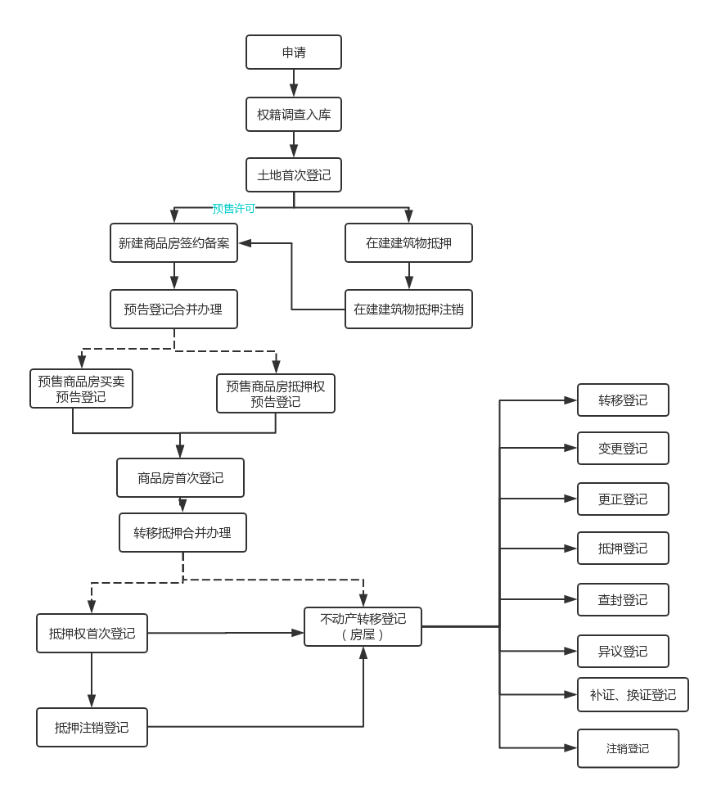 申请
权籍调查入库
土地首次登记
预售许可
新建商品房签约备案
在建建筑物抵押
预告登记合并办理
在建建筑物抵押注销
预售商品房买卖
预告登记
预售商品房抵押权
预告登记
商品房首次登记
转移抵押合并办理
抵押权首次登记
不动产转移登记
（房屋）
抵押注销登记
转移登记
变更登记
更正登记
抵押登记
查封登记
异议登记
补证、换证登记
注销登记